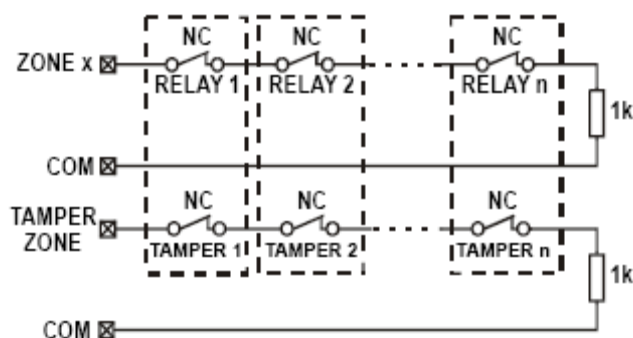 NC NC NC
ZONE x
RELAY 1 RELAY 2 RELAY n
1k
COM
NC NC NC
TAMPER
ZONE
TAMPER 1 TAMPER 2 TAMPER n
1k
COM